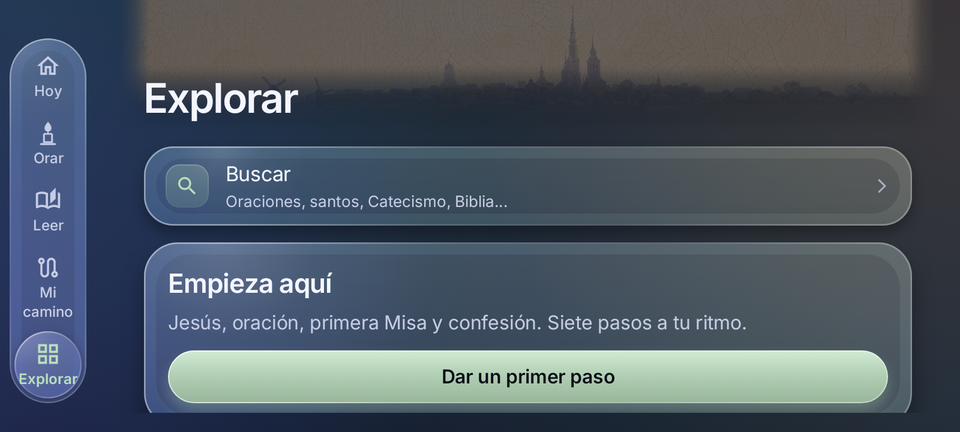 Hoy
Orar
Leer
Mi
camino
Explorar
Explorar
Buscar
Oraciones, santos, Catecismo, Biblia...
Empieza aquí
Jesús, oración, primera Misa y confesión. Siete pasos a tu ritmo.
Dar un primer paso